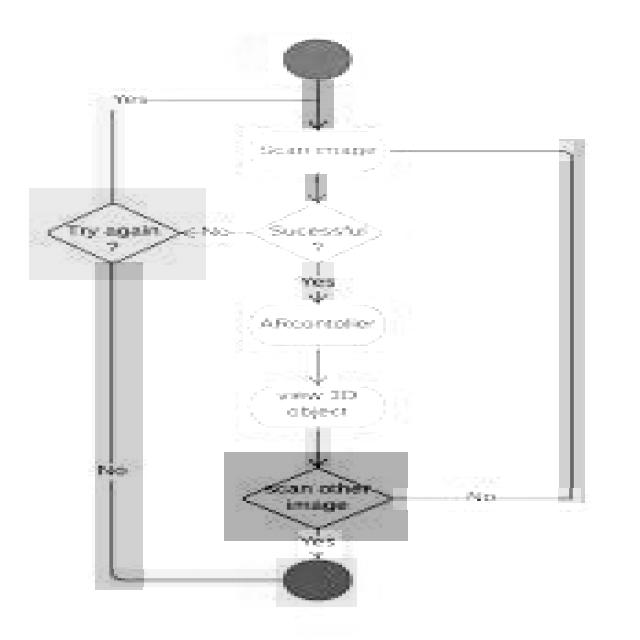 Yes
Scan image
Try again
?
No
Sucessful
?
Yes
ARcontoller
view 3D
object
No
scan other
image
No
Yes